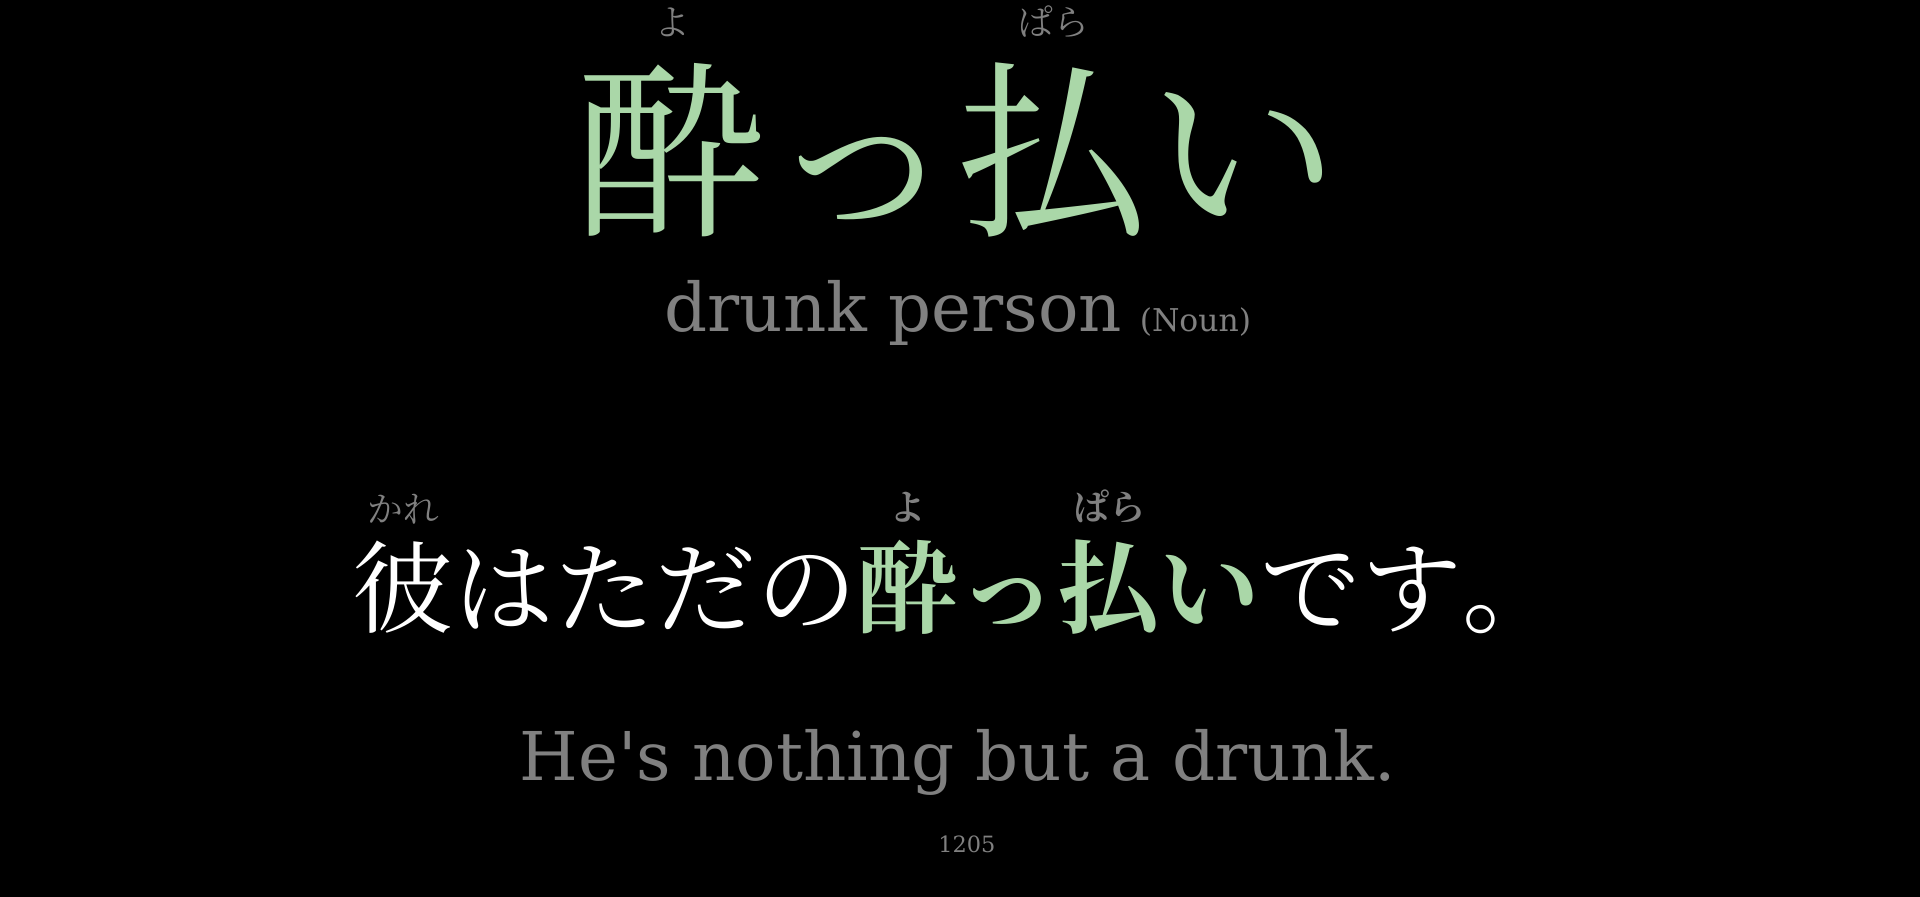 よ ぱら
酔っ払い
drunk person (Noun)
かれ よ ぱら
彼はただの酔っ払いです。
He's nothing but a drunk.
1205